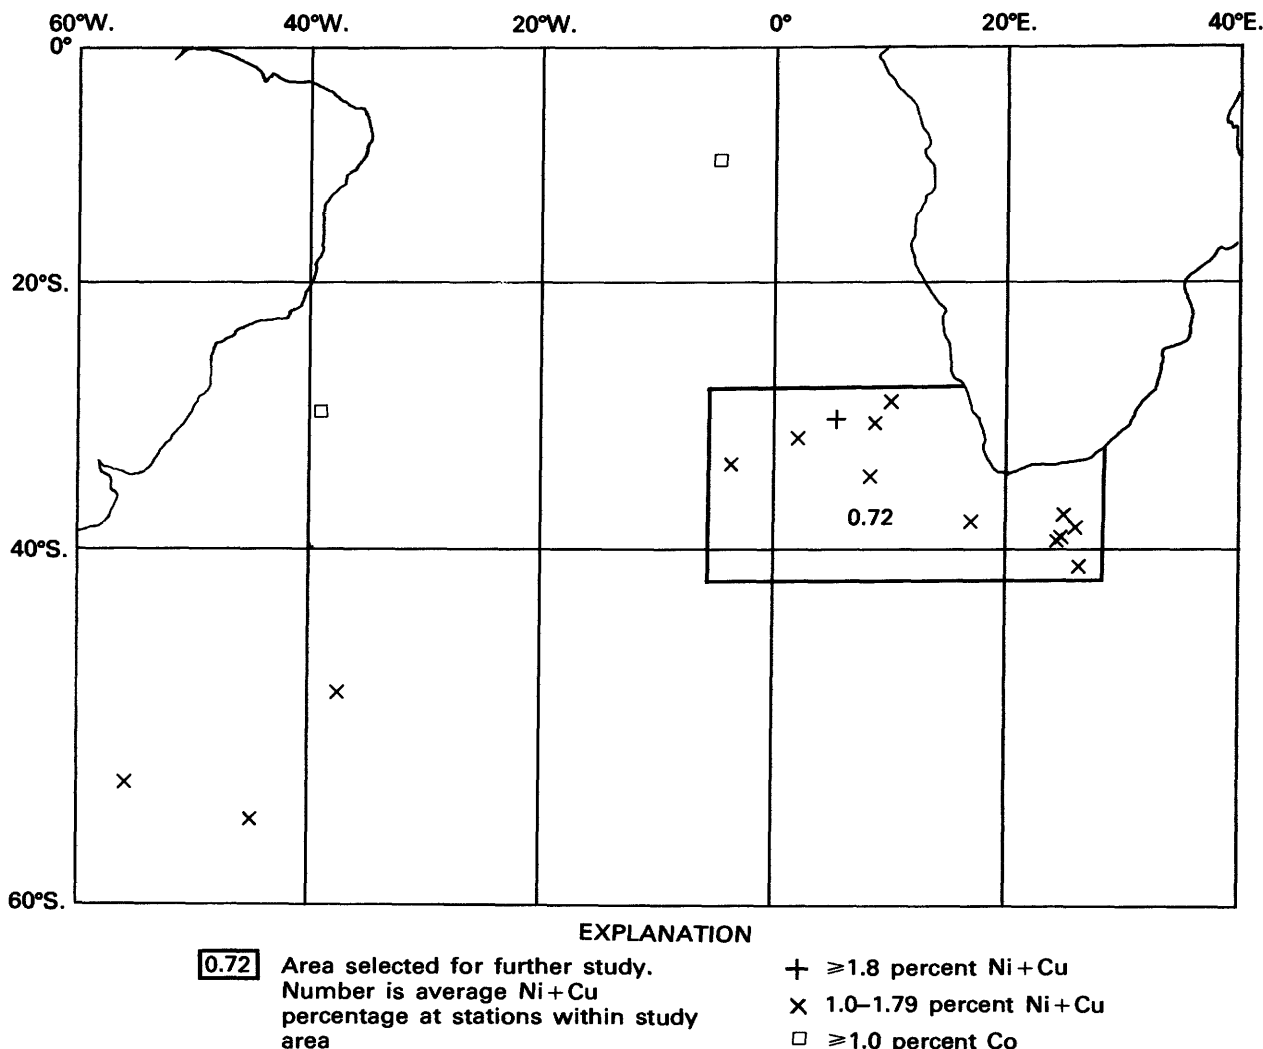 60°W. 40°W. 20°W. 0° 20°E. 40°E.
0°
20°S.
0.72
40°S.
60°S.
EXPLANATION
0.72 Area selected for further study.
Number is average Ni+Cu
percentage at stations within study
area
≥1.8 percent Ni+Cu
1.0–1.79 percent Ni+Cu
≥1.0 percent Co